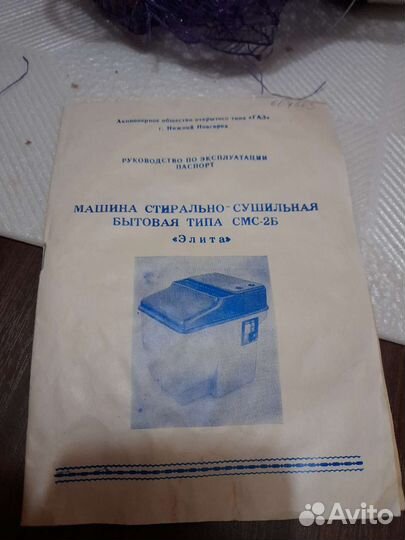 Акционерное общество открытого типа «ГАЗ»
г. Нижний Новгород
РУКОВОДСТВО ПО ЭКСПЛУАТАЦИИ
ПАСПОРТ
МАШИНА СТИРАЛЬНО-СУШИЛЬНАЯ
БЫТОВАЯ ТИПА СМС-2Б
«Элита»
Avito